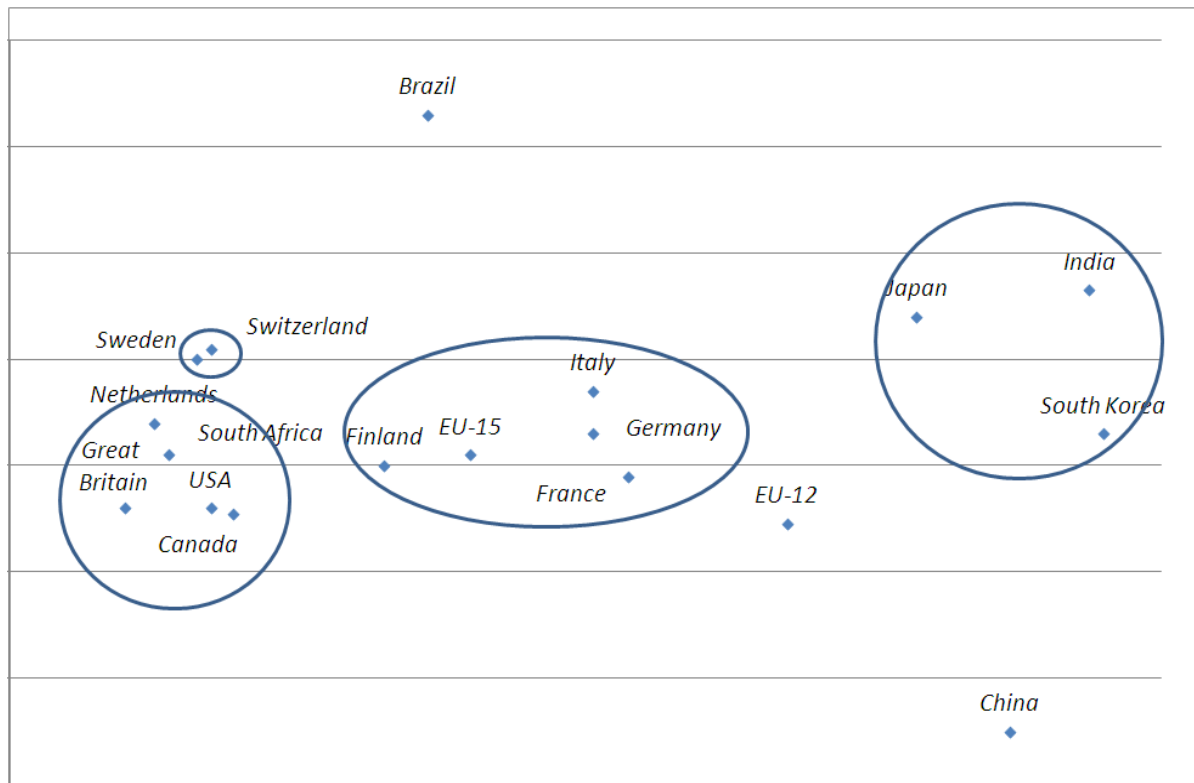 Brazil
India
Japan
Switzerland
Sweden
Italy
Netherlands
South Korea
South Africa
Finland
EU-15
Germany
Great
Britain
USA
France
EU-12
Canada
China